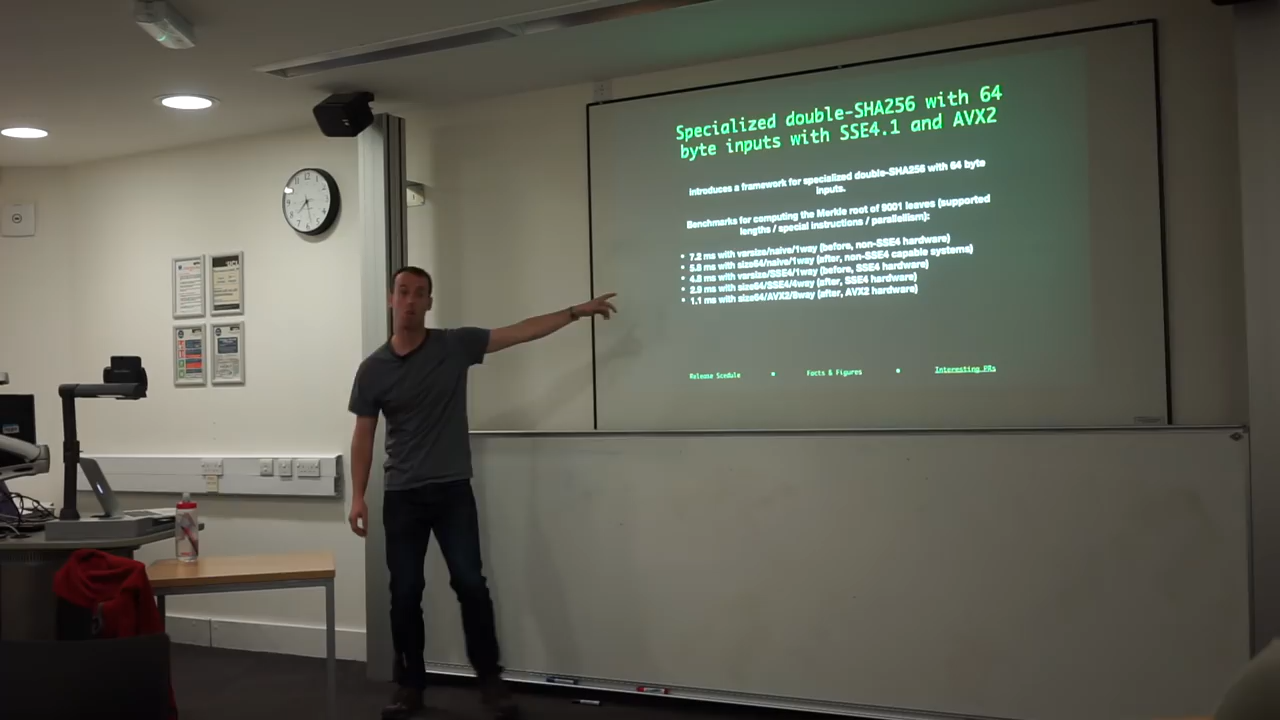 Specialized double-SHA256 with 64
byte inputs with SSE4.1 and AVX2
Introduces a framework for specialized double-SHA256 with 64 byte
inputs.
Benchmarks for computing the Merkle root of 9001 leaves (supported
lengths / special instructions / parallelism):
• 7.2 ms with varsize/naive/1way (before, non-SSE4 hardware)
• 5.8 ms with size64/naive/1way (after, non-SSE4 capable systems)
• 4.8 ms with varsize/SSE4/1way (before, SSE4 hardware)
• 2.9 ms with size64/SSE4/4way (after, SSE4 hardware)
• 1.1 ms with size64/AVX2/8way (after, AVX2 hardware)
Release Scedule ▪ Facts & Figures ▪ Interesting PRs